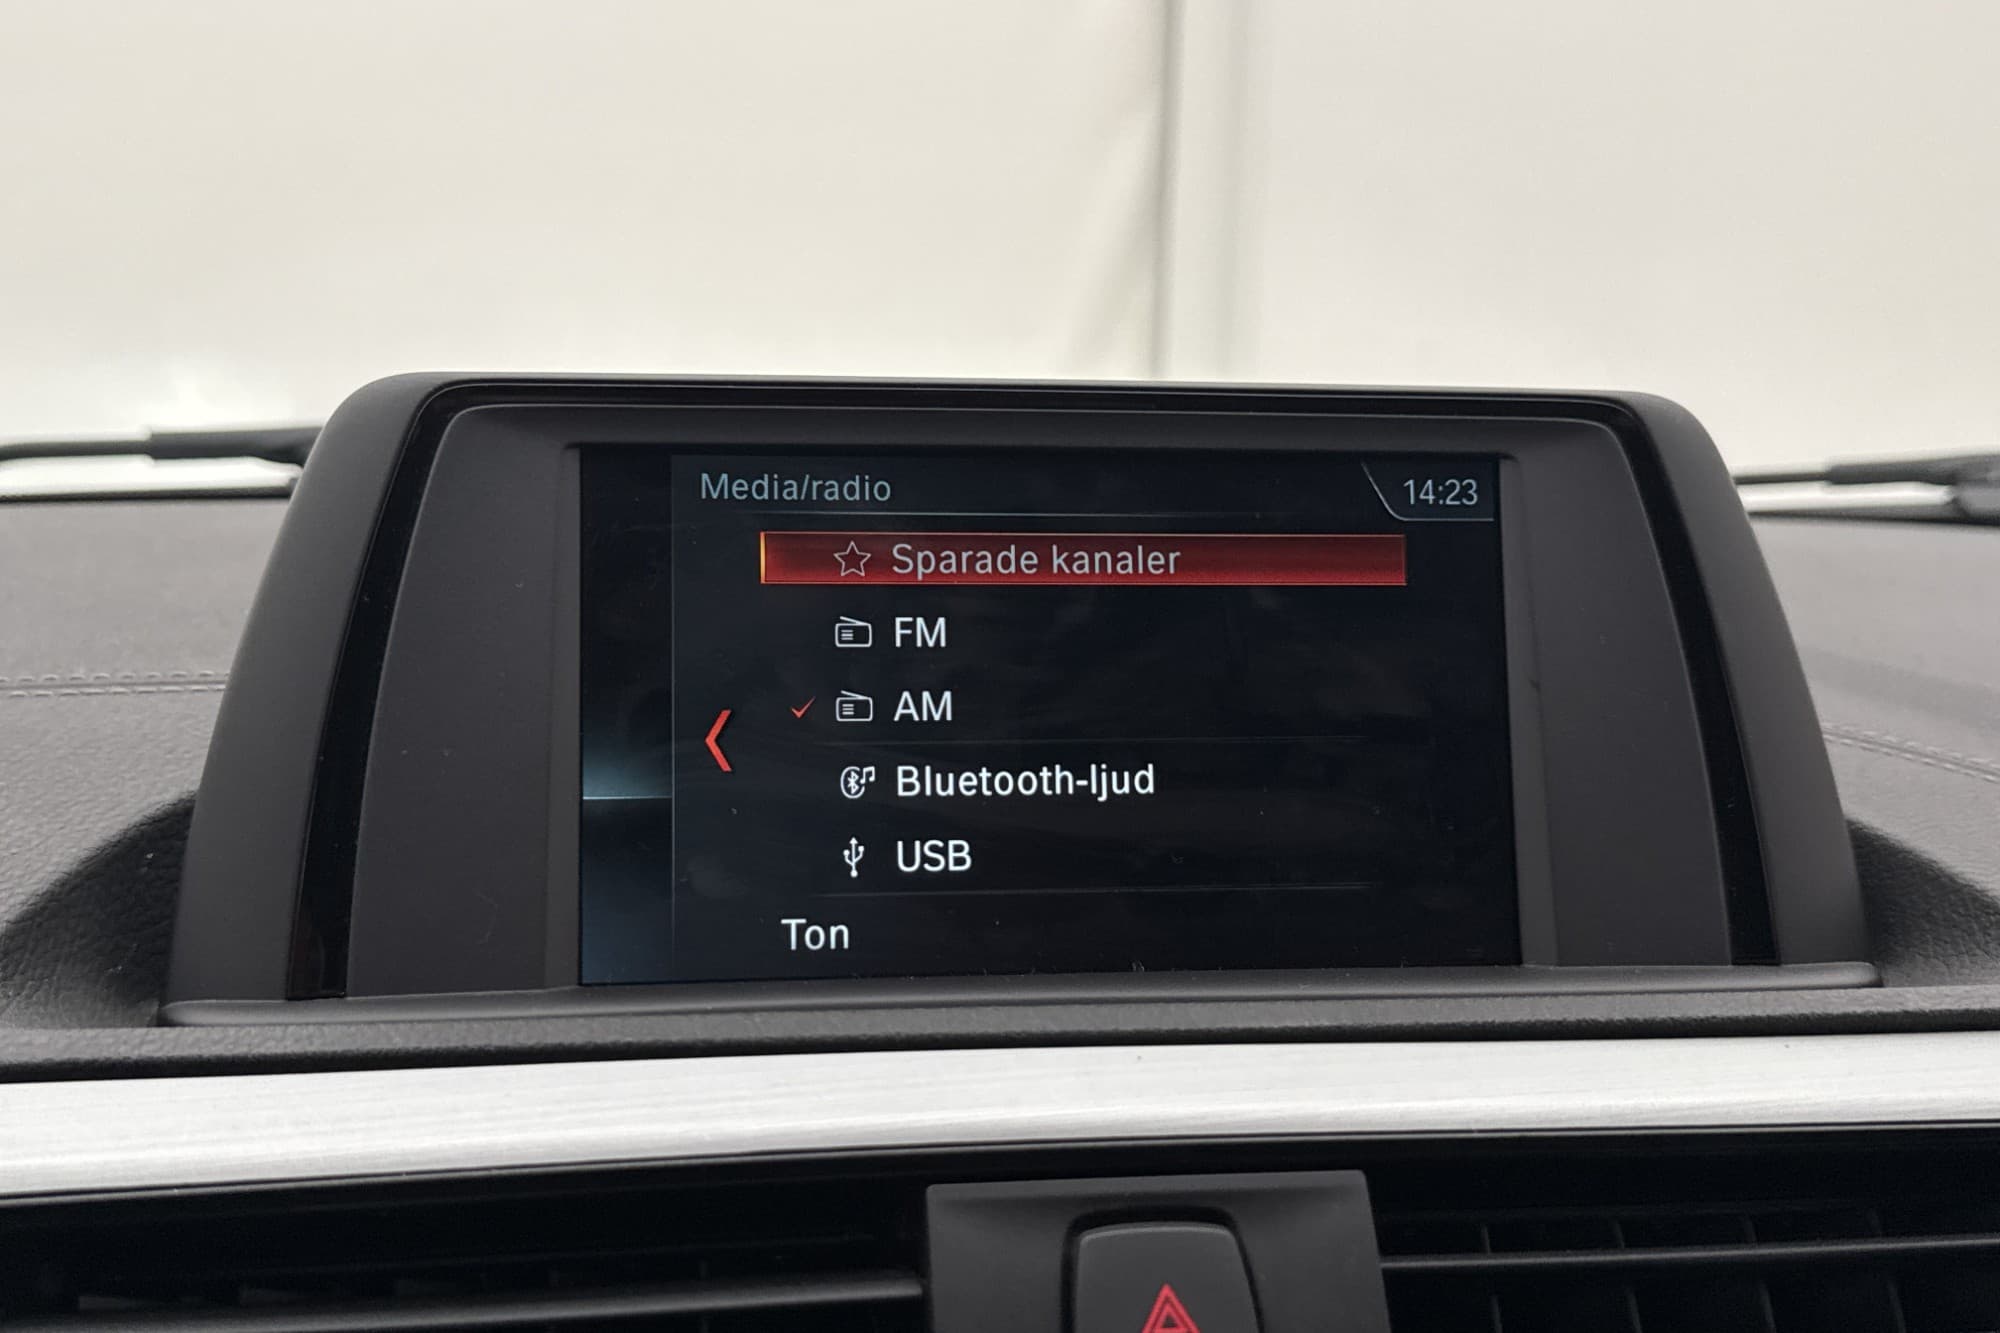 Media/radio
14:23
Sparade kanaler
FM
AM
Bluetooth-ljud
USB
Ton